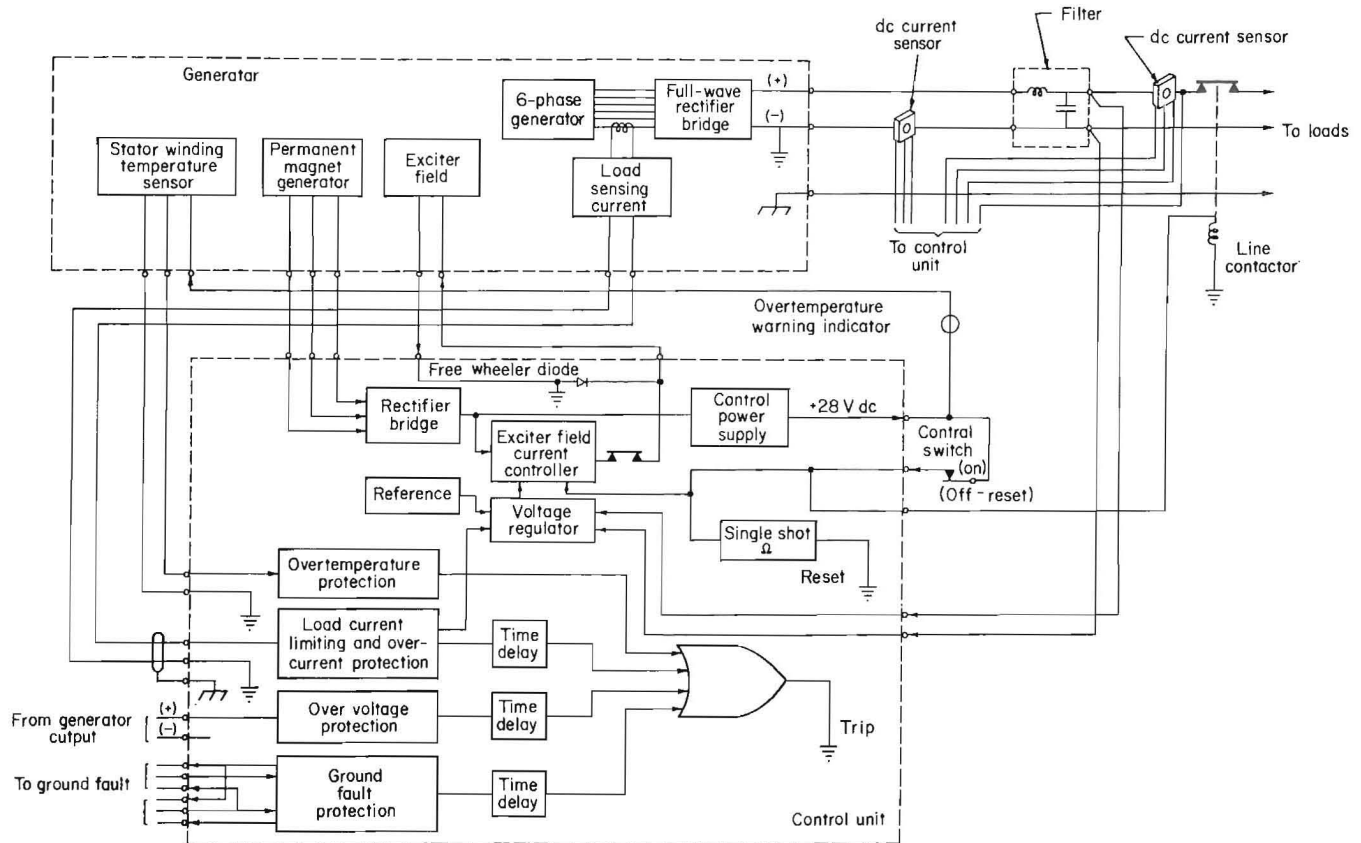 Filter
dc current
sensor
dc current sensor
Generatar
6-phase
generator
Full-wave
rectifier
bridge
(+)
(-)
To loads
Stator winding
temperature
sensor
Permanent
magnet
generator
Exciter
field
Load
sensing
current
To control
unit
Line
contactor
Overtemperature
warning indicator
Free wheeler diode
Rectifier
bridge
Control
power
supply
+28 V dc
Contral
switch
(on)
(Off-reset)
Exciter field
current
controller
Reference
Voltage
regulator
Single shot
Ω
Reset
Overtemperature
protection
Load current
limiting and over-
current protection
Time
delay
From generator
cutput
(+)
(-)
Over voltage
protection
Time
delay
Trip
To ground fault
Ground
fault
protection
Time
delay
Control unit